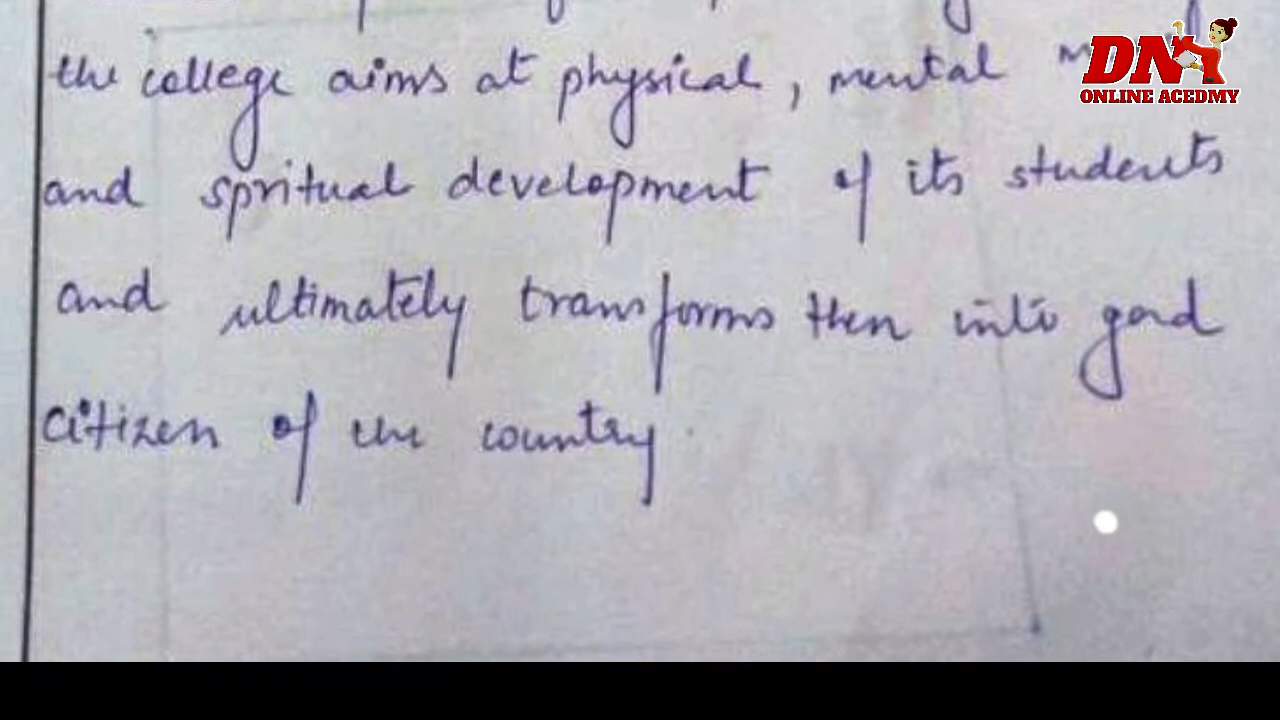 the college aims at physical, mental
and spritual development of its students
and ultimately transforms then into good
citizen of the country
DN
ONLINE ACEDMY